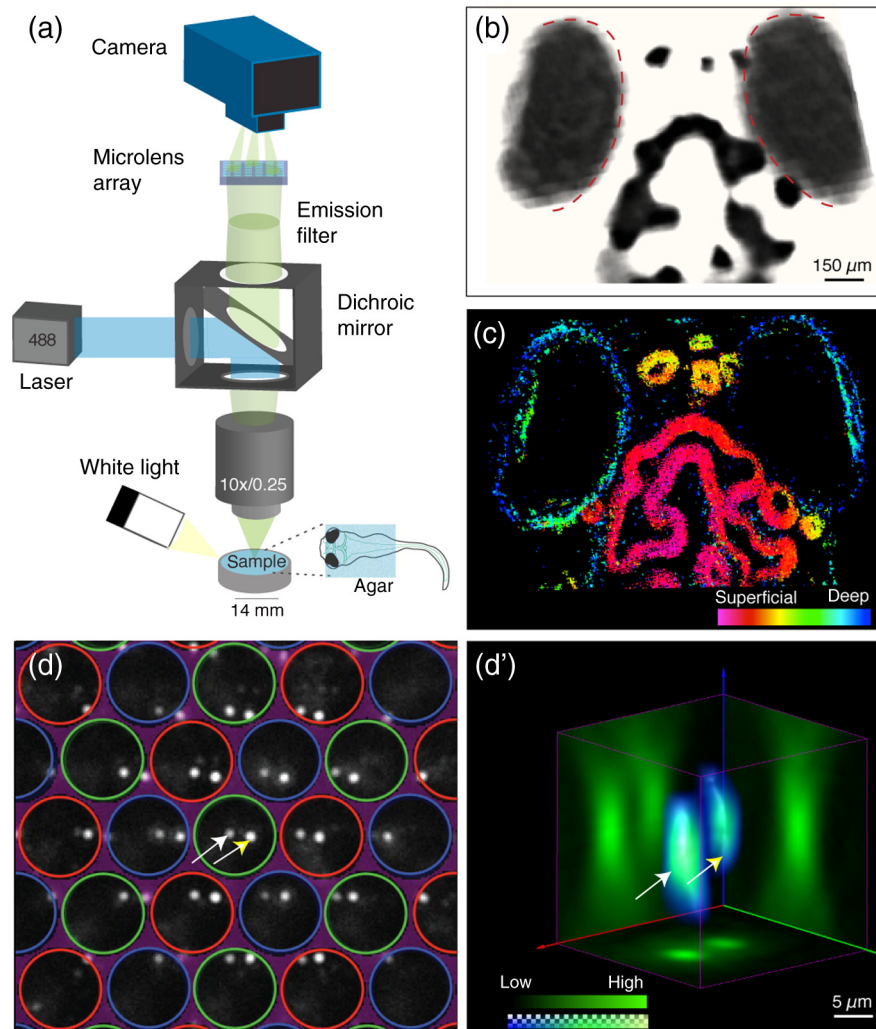 (a)
Camera
Microlens
array
Emission
filter
Dichroic
mirror
488
Laser
10x/0.25
White light
Sample
Agar
14 mm
(b)
150 µm
(c)
Superficial
Deep
(d)
(d')
Low
High
5 µm